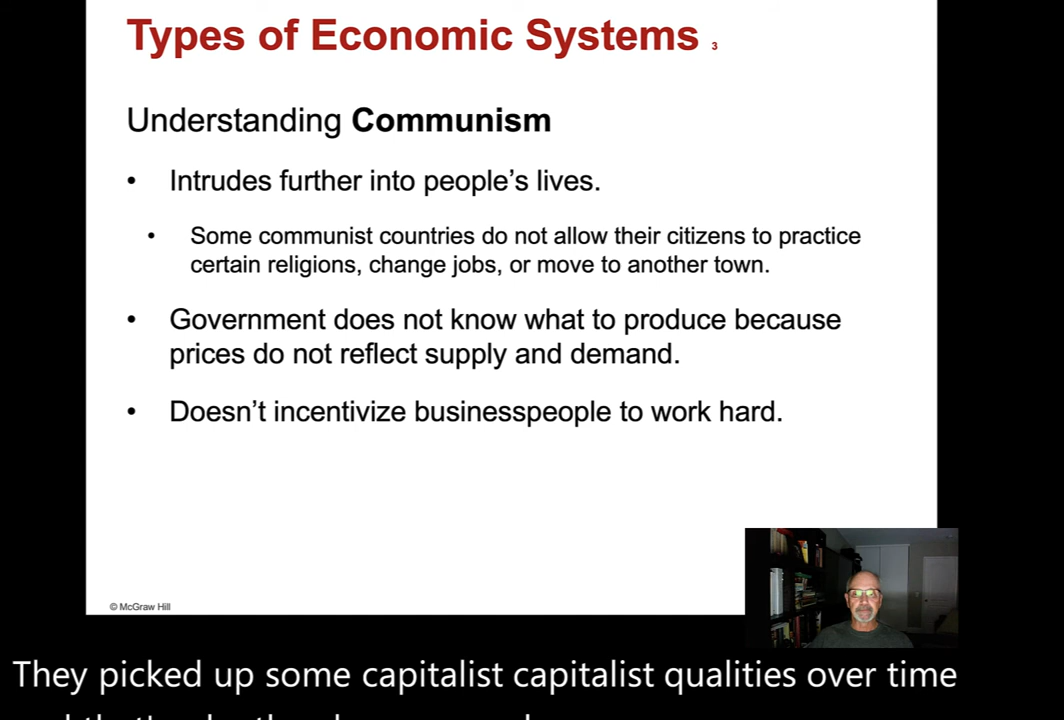 Types of Economic Systems 3
Understanding Communism
• Intrudes further into people’s lives.
• Some communist countries do not allow their citizens to practice
certain religions, change jobs, or move to another town.
• Government does not know what to produce because
prices do not reflect supply and demand.
• Doesn’t incentivize businesspeople to work hard.
© McGraw Hill
They picked up some capitalist capitalist qualities over time